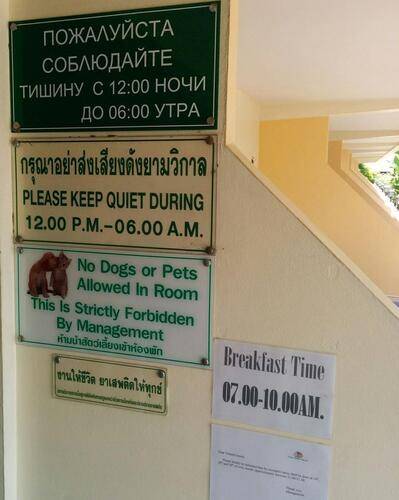 ПОЖАЛУЙСТА
СОБЛЮДАЙТЕ
ТИШИНУ С 12:00 НОЧИ
ДО 06:00 УТРА
กรุณาอย่าส่งเสียงดังยามวิกาล
PLEASE KEEP QUIET DURING
12.00 P.M.-06.00 A.M.
No Dogs or Pets
Allowed In Room
This Is Strictly Forbidden
By Management
ห้ามนำสัตว์เลี้ยงเข้าห้องพัก
งานให้ชีวิต ยาเสพติดให้ทุกข์
Breakfast Time
07.00-10.00AM.